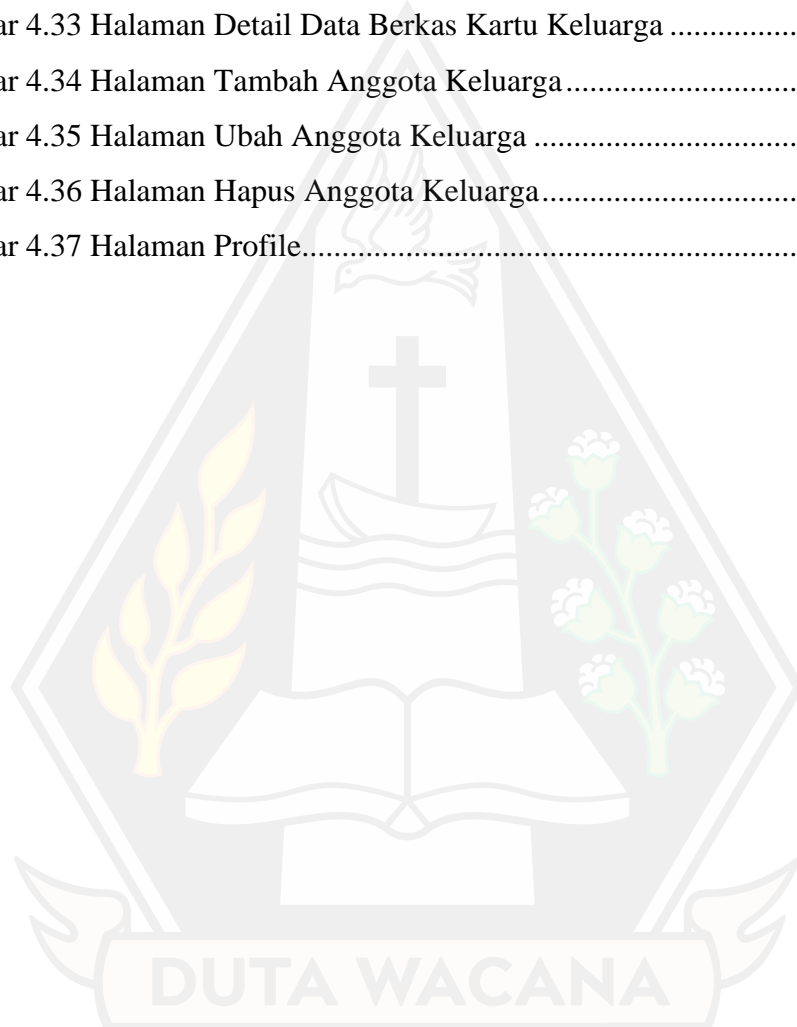 ar 4.33 Halaman Detail Data Berkas Kartu Keluarga ................
ar 4.34 Halaman Tambah Anggota Keluarga .............................
ar 4.35 Halaman Ubah Anggota Keluarga .................................
ar 4.36 Halaman Hapus Anggota Keluarga ................................
ar 4.37 Halaman Profile ..............................................................
DUTA WACANA